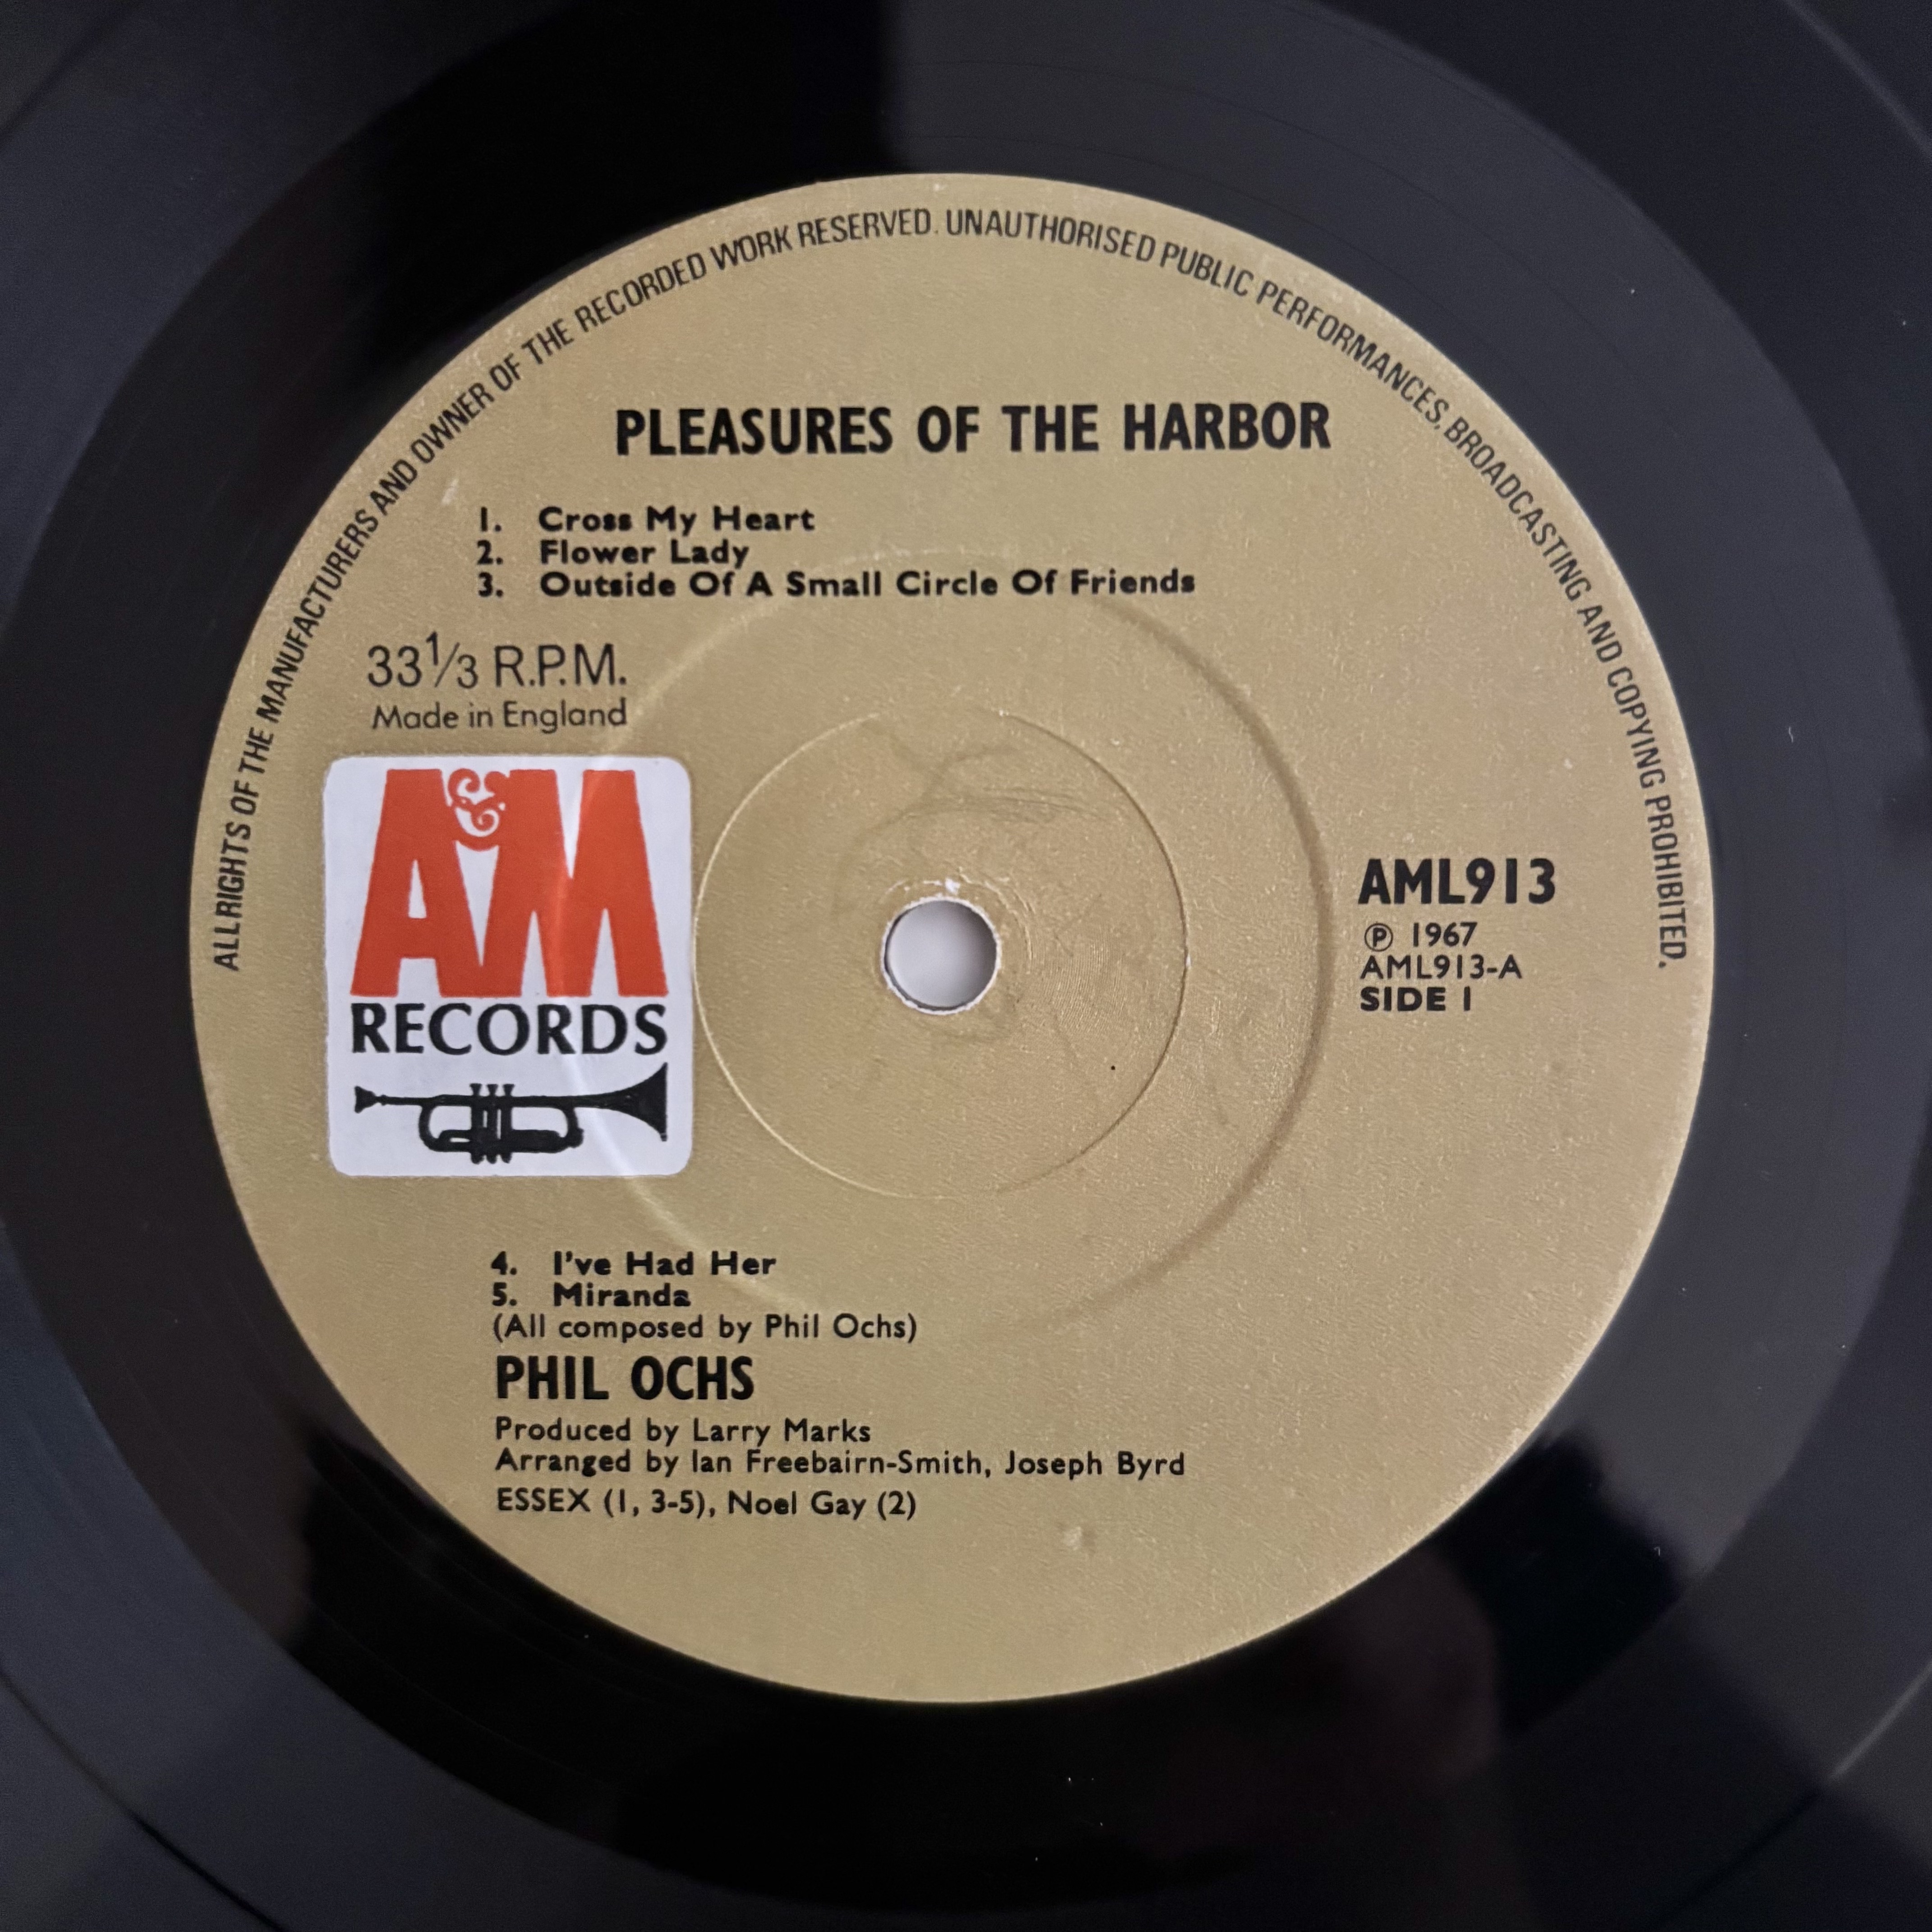 ALL RIGHTS OF THE MANUFACTURERS AND OWNER OF THE RECORDED WORK RESERVED. UNAUTHORISED PUBLIC PERFORMANCES, BROADCASTING AND COPYING PROHIBITED.
PLEASURES OF THE HARBOR
1. Cross My Heart
2. Flower Lady
3. Outside Of A Small Circle Of Friends
33⅓ R.P.M.
Made in England
A&M
RECORDS
AML913
℗ 1967
AML913-A
SIDE 1
4. I've Had Her
5. Miranda
(All composed by Phil Ochs)
PHIL OCHS
Produced by Larry Marks
Arranged by Ian Freebairn-Smith, Joseph Byrd
ESSEX (1, 3-5), Noel Gay (2)